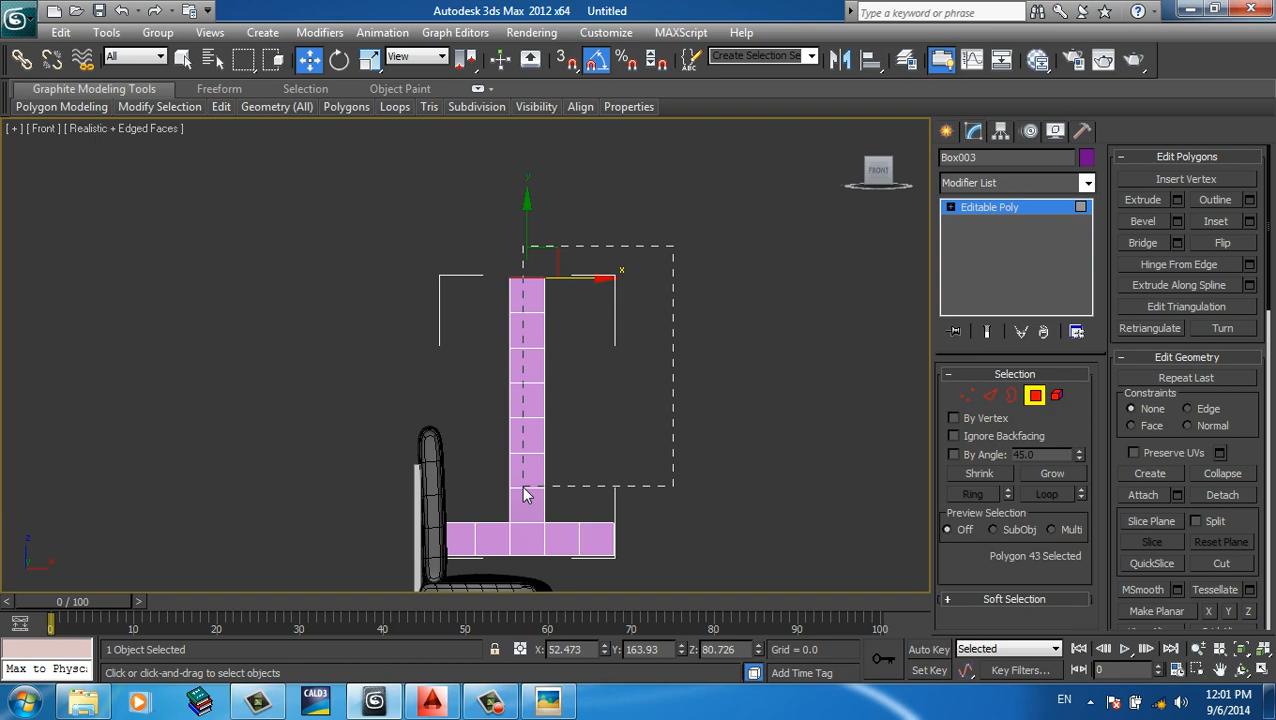 Autodesk 3ds Max 2012 x64 Untitled
Type a keyword or phrase
Edit Tools Group Views Create Modifiers Animation Graph Editors Rendering Customize MAXScript Help
All View Create Selection Se
Graphite Modeling Tools Freeform Selection Object Paint
Polygon Modeling Modify Selection Edit Geometry (All) Polygons Loops Tris Subdivision Visibility Align Properties
[ + ] [ Front ] [ Realistic + Edged Faces ]
FRONT
y
x
z
x
Box003
Modifier List
Editable Poly
Selection
By Vertex
Ignore Backfacing
By Angle: 45.0
Shrink Grow
Ring Loop
Preview Selection
Off SubObj Multi
Polygon 43 Selected
Soft Selection
Edit Polygons
Insert Vertex
Extrude Outline
Bevel Inset
Bridge Flip
Hinge From Edge
Extrude Along Spline
Edit Triangulation
Retriangulate Turn
Edit Geometry
Repeat Last
Constraints
None Edge
Face Normal
Preserve UVs
Create Collapse
Attach Detach
Slice Plane Split
Slice Reset Plane
QuickSlice Cut
MSmooth Tessellate
Make Planar X Y Z
< 0 / 100 >
0 10 20 30 40 50 60 70 80 90 100
1 Object Selected X: 52.473 Y: 163.93 Z: 80.726 Grid = 0.0 Auto Key Selected
Max to Physc Click or click-and-drag to select objects Add Time Tag Set Key Key Filters... 0
CALD3 EN 12:01 PM
9/6/2014